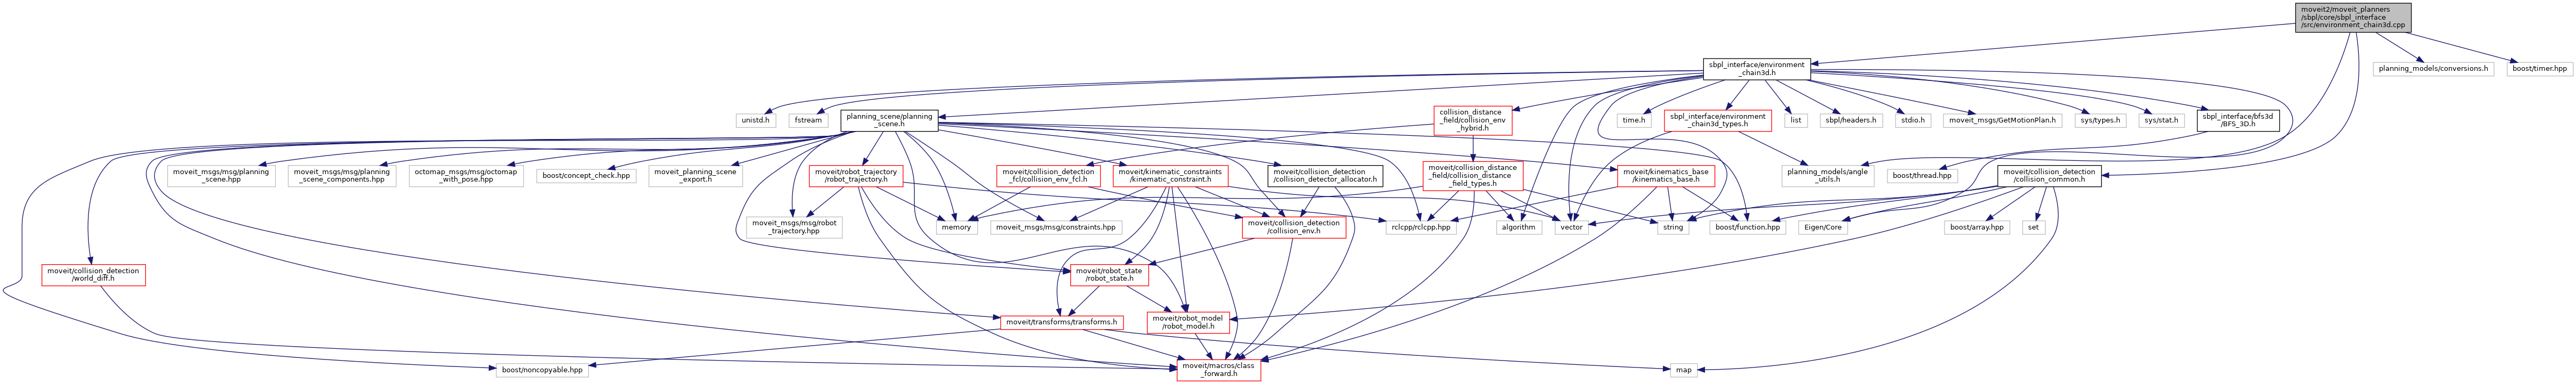 moveit2/moveit_planners
/sbpl/core/sbpl_interface
/src/environment_chain3d.cpp
sbpl_interface/environment
_chain3d.h
planning_models/conversions.h
boost/timer.hpp
unistd.h
fstream
planning_scene/planning
_scene.h
collision_distance
_field/collision_env
_hybrid.h
time.h
sbpl_interface/environment
_chain3d_types.h
list
sbpl/headers.h
stdio.h
moveit_msgs/GetMotionPlan.h
sys/types.h
sys/stat.h
sbpl_interface/bfs3d
/BFS_3D.h
moveit_msgs/msg/planning
_scene.hpp
moveit_msgs/msg/planning
_scene_components.hpp
octomap_msgs/msg/octomap
_with_pose.hpp
boost/concept_check.hpp
moveit_planning_scene
_export.h
moveit/robot_trajectory
/robot_trajectory.h
moveit/collision_detection
_fcl/collision_env_fcl.h
moveit/kinematic_constraints
/kinematic_constraint.h
moveit/collision_detection
/collision_detector_allocator.h
moveit/collision_distance
_field/collision_distance
_field_types.h
moveit/kinematics_base
/kinematics_base.h
planning_models/angle
_utils.h
boost/thread.hpp
moveit/collision_detection
/collision_common.h
moveit_msgs/msg/robot
_trajectory.hpp
memory
moveit_msgs/msg/constraints.hpp
moveit/collision_detection
/collision_env.h
rclcpp/rclcpp.hpp
algorithm
vector
string
boost/function.hpp
Eigen/Core
boost/array.hpp
set
moveit/collision_detection
/world_diff.h
moveit/robot_state
/robot_state.h
moveit/transforms/transforms.h
moveit/robot_model
/robot_model.h
boost/noncopyable.hpp
moveit/macros/class
_forward.h
map